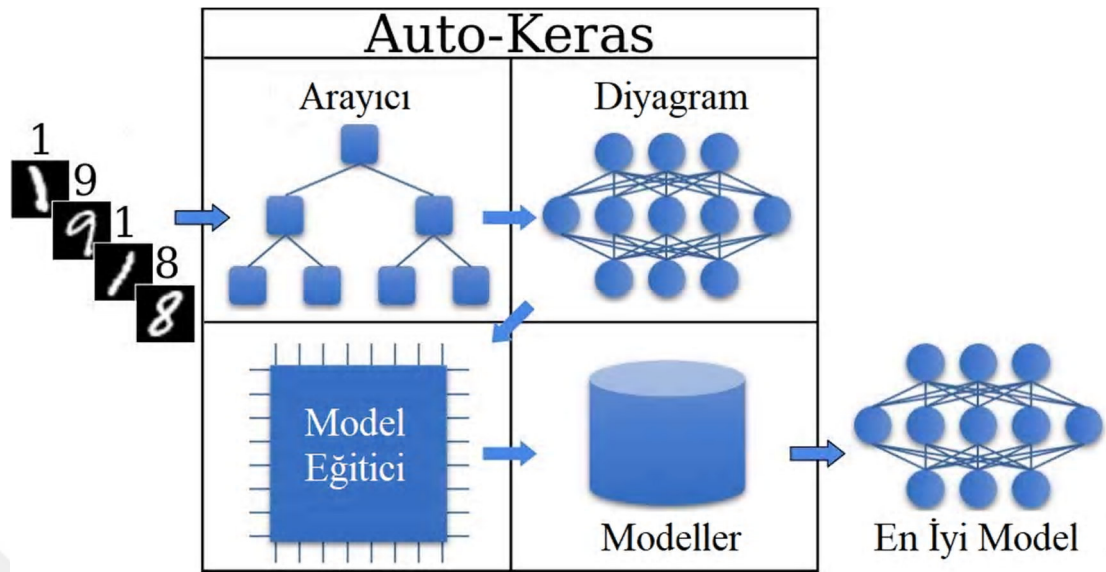 Auto-Keras
Arayıcı
Diyagram
1
9
1
8
Model
Eğitici
Modeller
En İyi Model